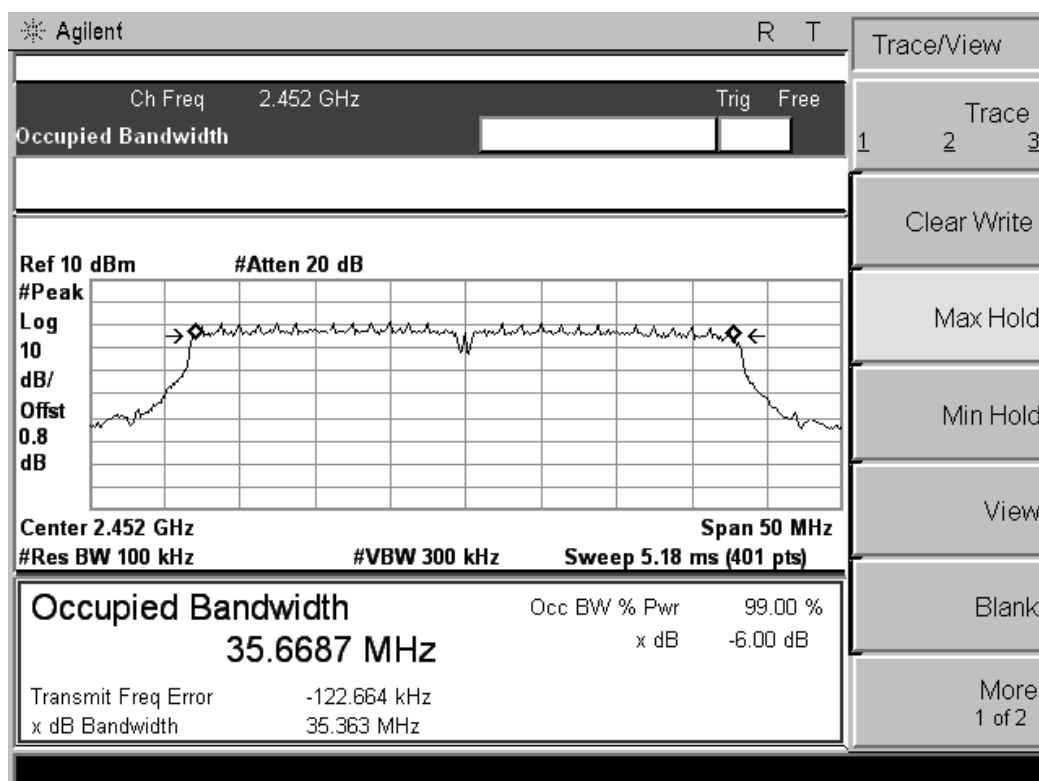 Agilent R T
Trace/View
Ch Freq 2.452 GHz Trig Free
Occupied Bandwidth
Trace
1 2 3
Clear Write
Ref 10 dBm #Atten 20 dB
#Peak
Log
10
dB/
Offst
0.8
dB
Max Hold
Min Hold
View
Center 2.452 GHz Span 50 MHz
#Res BW 100 kHz #VBW 300 kHz Sweep 5.18 ms (401 pts)
Occupied Bandwidth Occ BW % Pwr 99.00 %
35.6687 MHz x dB -6.00 dB
Transmit Freq Error -122.664 kHz
x dB Bandwidth 35.363 MHz
Blank
More
1 of 2